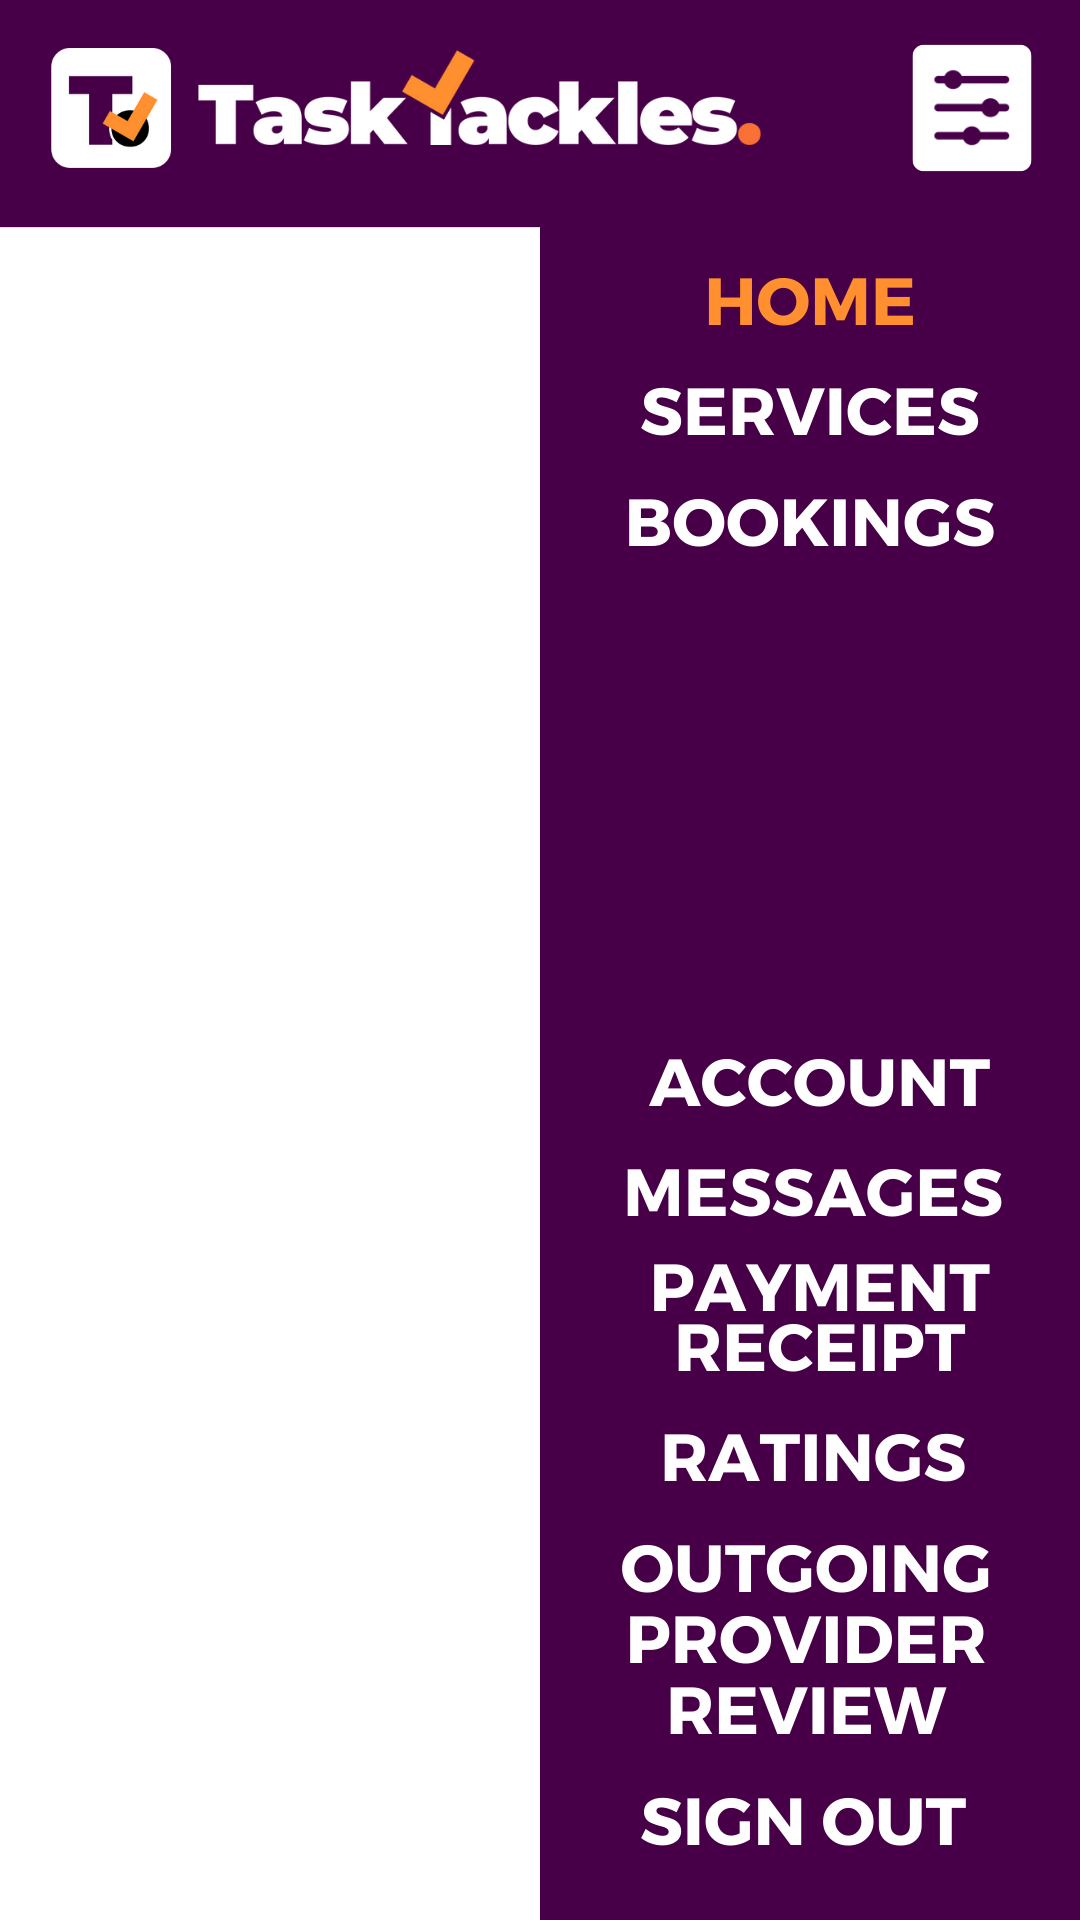 T
TaskTackles.
HOME
SERVICES
BOOKINGS
ACCOUNT
MESSAGES
PAYMENT
RECEIPT
RATINGS
OUTGOING
PROVIDER
REVIEW
SIGN OUT